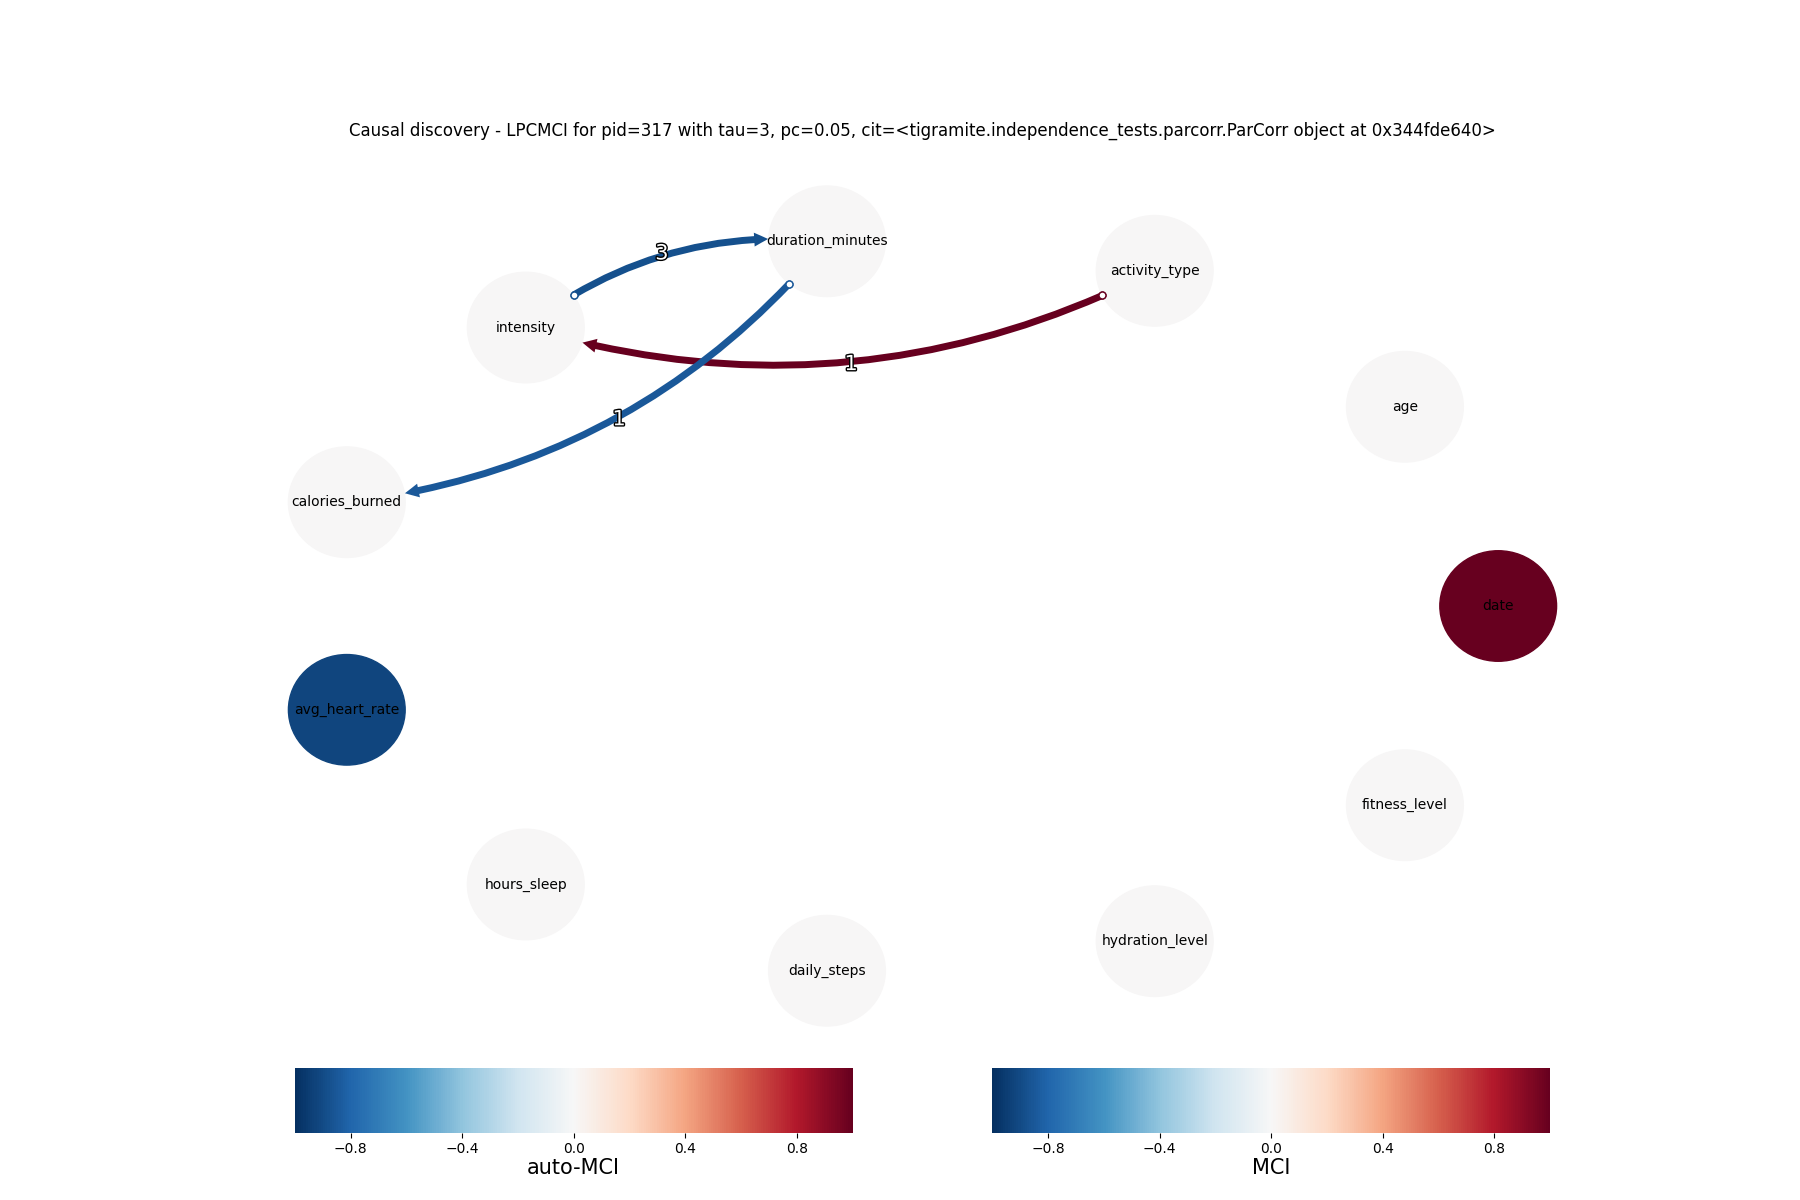 Causal discovery - LPCMCI for pid=317 with tau=3, pc=0.05, cit=<tigramite.independence_tests.parcorr.ParCorr object at 0x344fde640>
duration_minutes
3
activity_type
intensity
1
age
1
calories_burned
date
avg_heart_rate
fitness_level
hours_sleep
hydration_level
daily_steps
−0.8 −0.4 0.0 0.4 0.8
auto-MCI
−0.8 −0.4 0.0 0.4 0.8
MCI